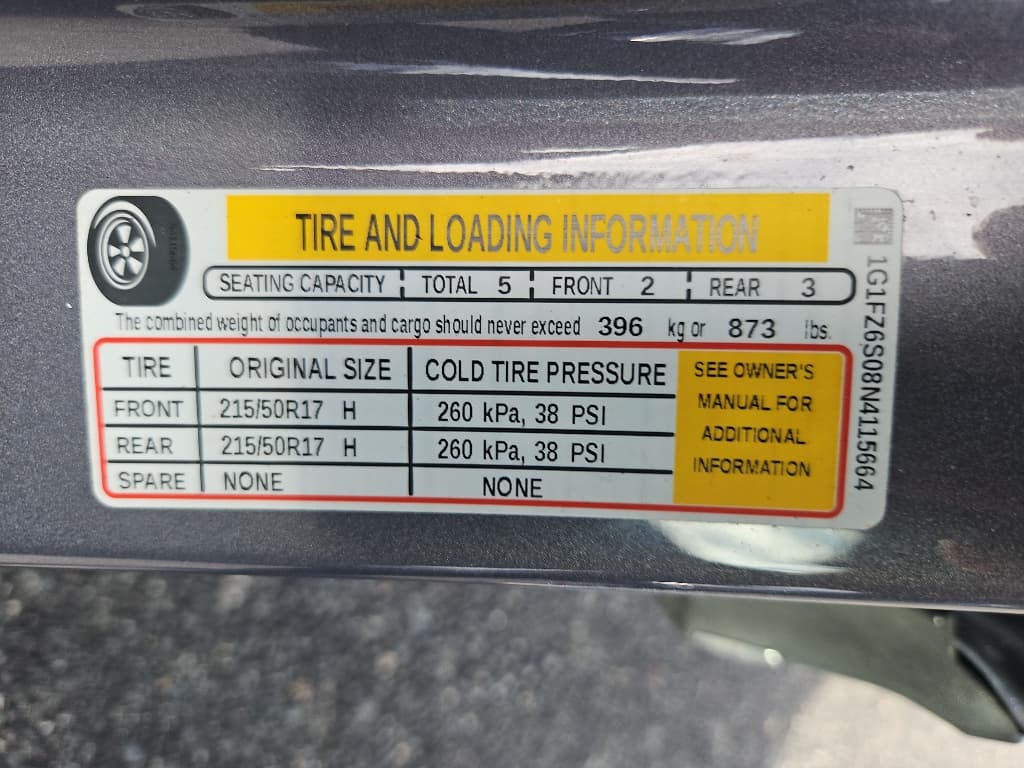 TIRE AND LOADING INFORMATION
SEATING CAPACITY TOTAL 5 FRONT 2 REAR 3
The combined weight of occupants and cargo should never exceed 396 kg or 873 lbs.
TIRE ORIGINAL SIZE COLD TIRE PRESSURE
FRONT 215/50R17 H 260 kPa, 38 PSI
REAR 215/50R17 H 260 kPa, 38 PSI
SPARE NONE NONE
SEE OWNER'S
MANUAL FOR
ADDITIONAL
INFORMATION
1G1FZ6S08N4115664